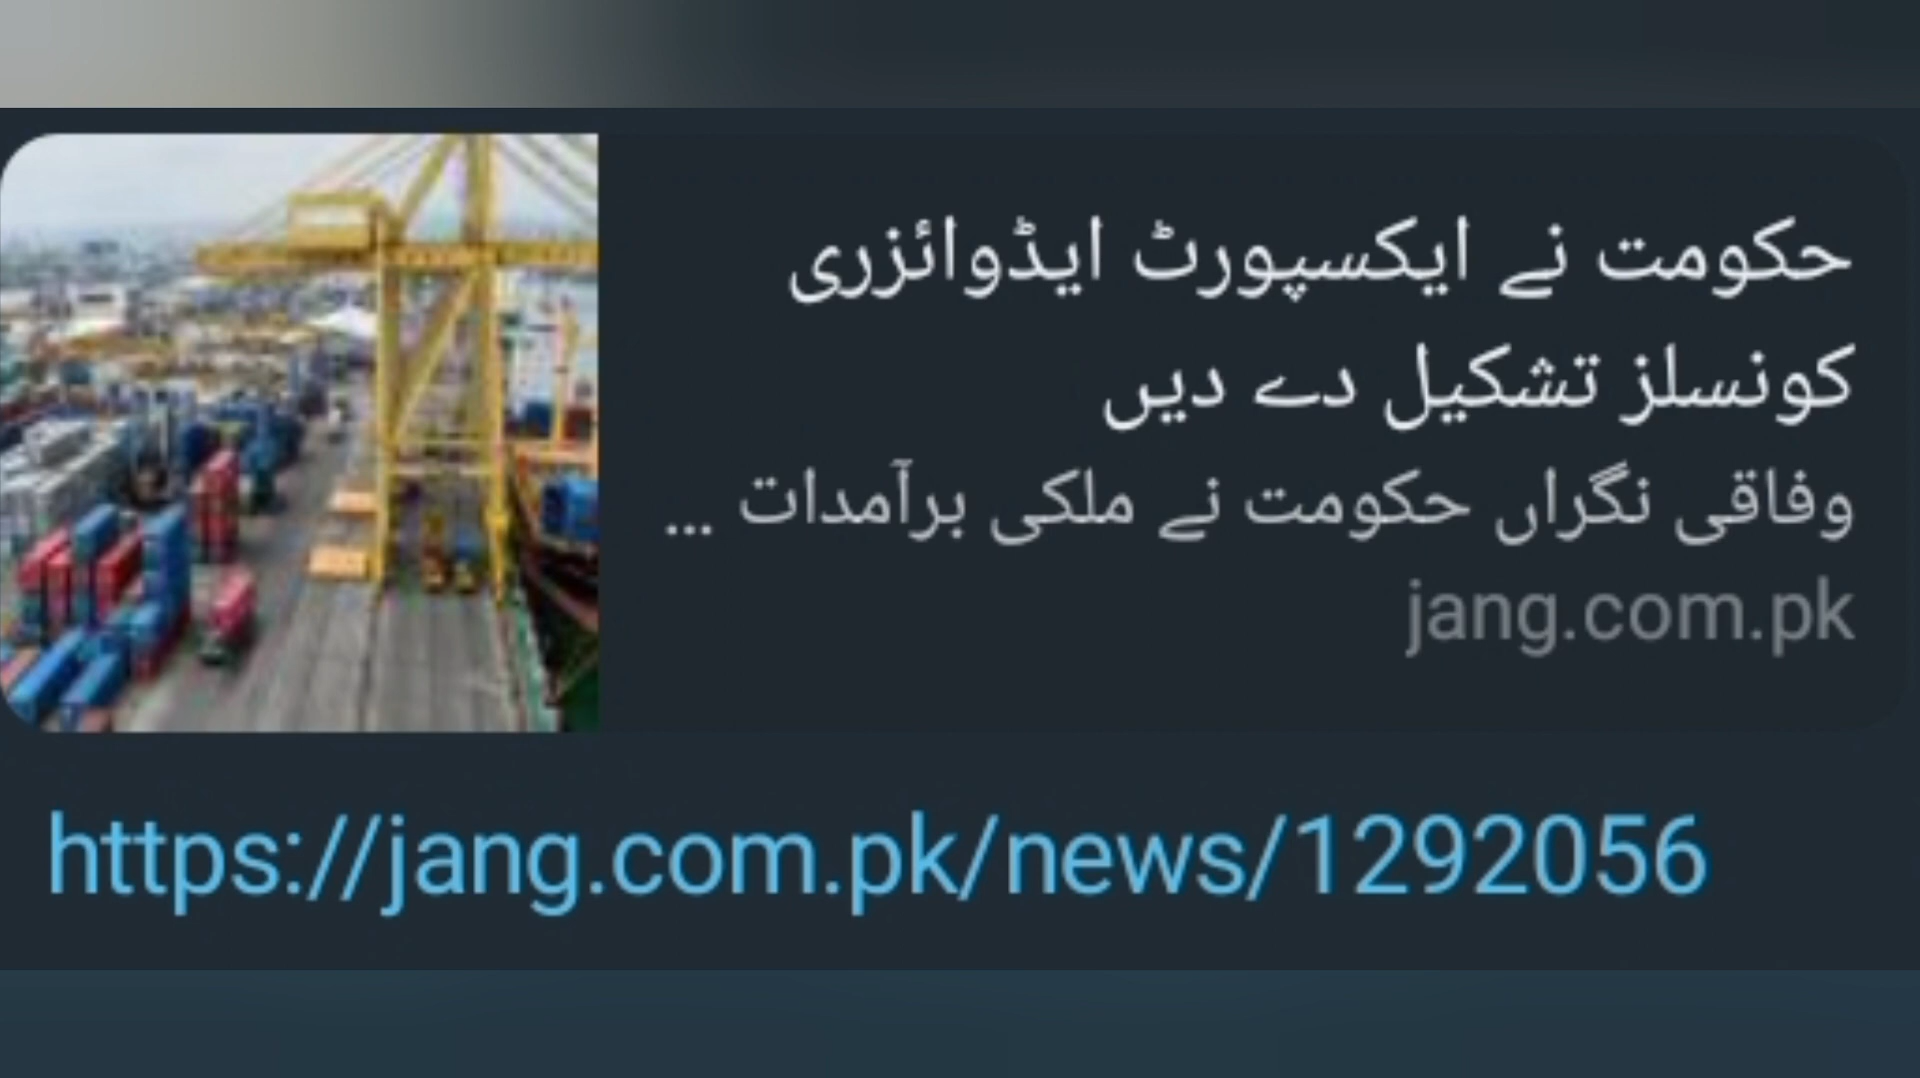 حکومت نے ایکسپورٹ ایڈوائزری
کونسلز تشکیل دے دیں
وفاقی نگراں حکومت نے ملکی برآمدات ...
jang.com.pk
https://jang.com.pk/news/1292056